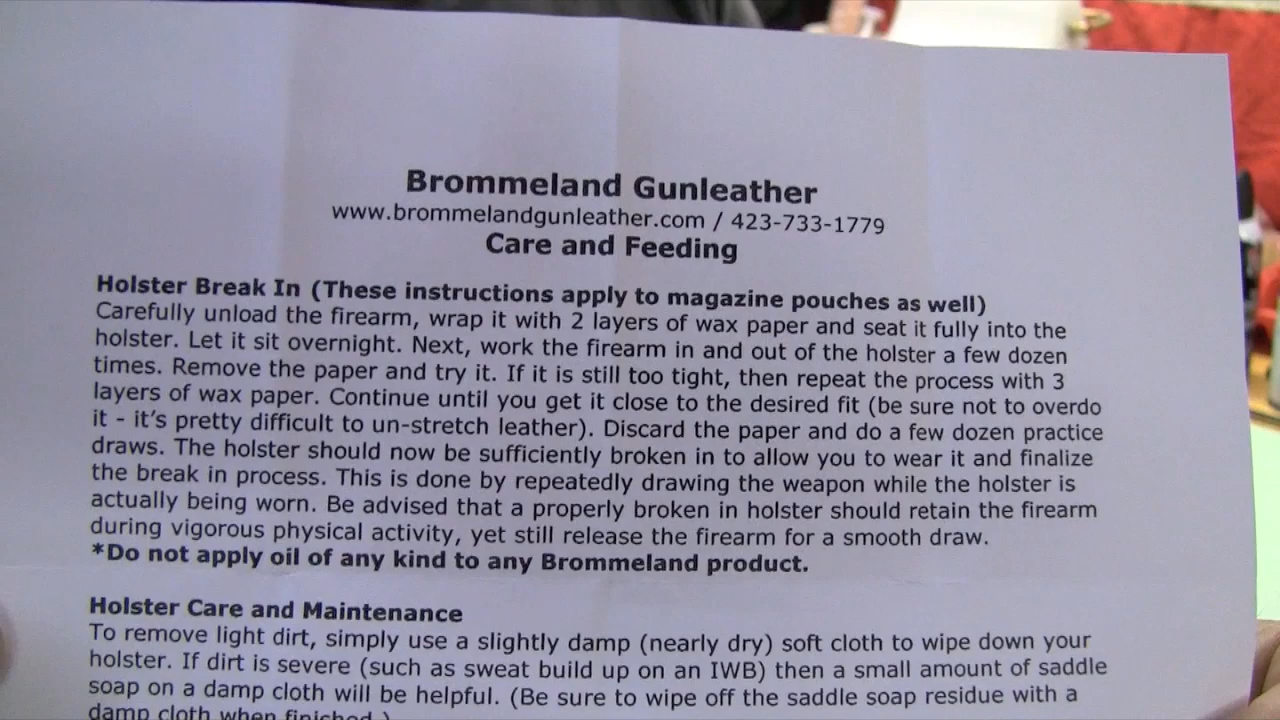 Brommeland Gunleather
www.brommelandgunleather.com / 423-733-1779
Care and Feeding
Holster Break In (These instructions apply to magazine pouches as well)
Carefully unload the firearm, wrap it with 2 layers of wax paper and seat it fully into the
holster. Let it sit overnight. Next, work the firearm in and out of the holster a few dozen
times. Remove the paper and try it. If it is still too tight, then repeat the process with 3
layers of wax paper. Continue until you get it close to the desired fit (be sure not to overdo
it - it's pretty difficult to un-stretch leather). Discard the paper and do a few dozen practice
draws. The holster should now be sufficiently broken in to allow you to wear it and finalize
the break in process. This is done by repeatedly drawing the weapon while the holster is
actually being worn. Be advised that a properly broken in holster should retain the firearm
during vigorous physical activity, yet still release the firearm for a smooth draw.
*Do not apply oil of any kind to any Brommeland product.
Holster Care and Maintenance
To remove light dirt, simply use a slightly damp (nearly dry) soft cloth to wipe down your
holster. If dirt is severe (such as sweat build up on an IWB) then a small amount of saddle
soap on a damp cloth will be helpful. (Be sure to wipe off the saddle soap residue with a
damp cloth when finished.)